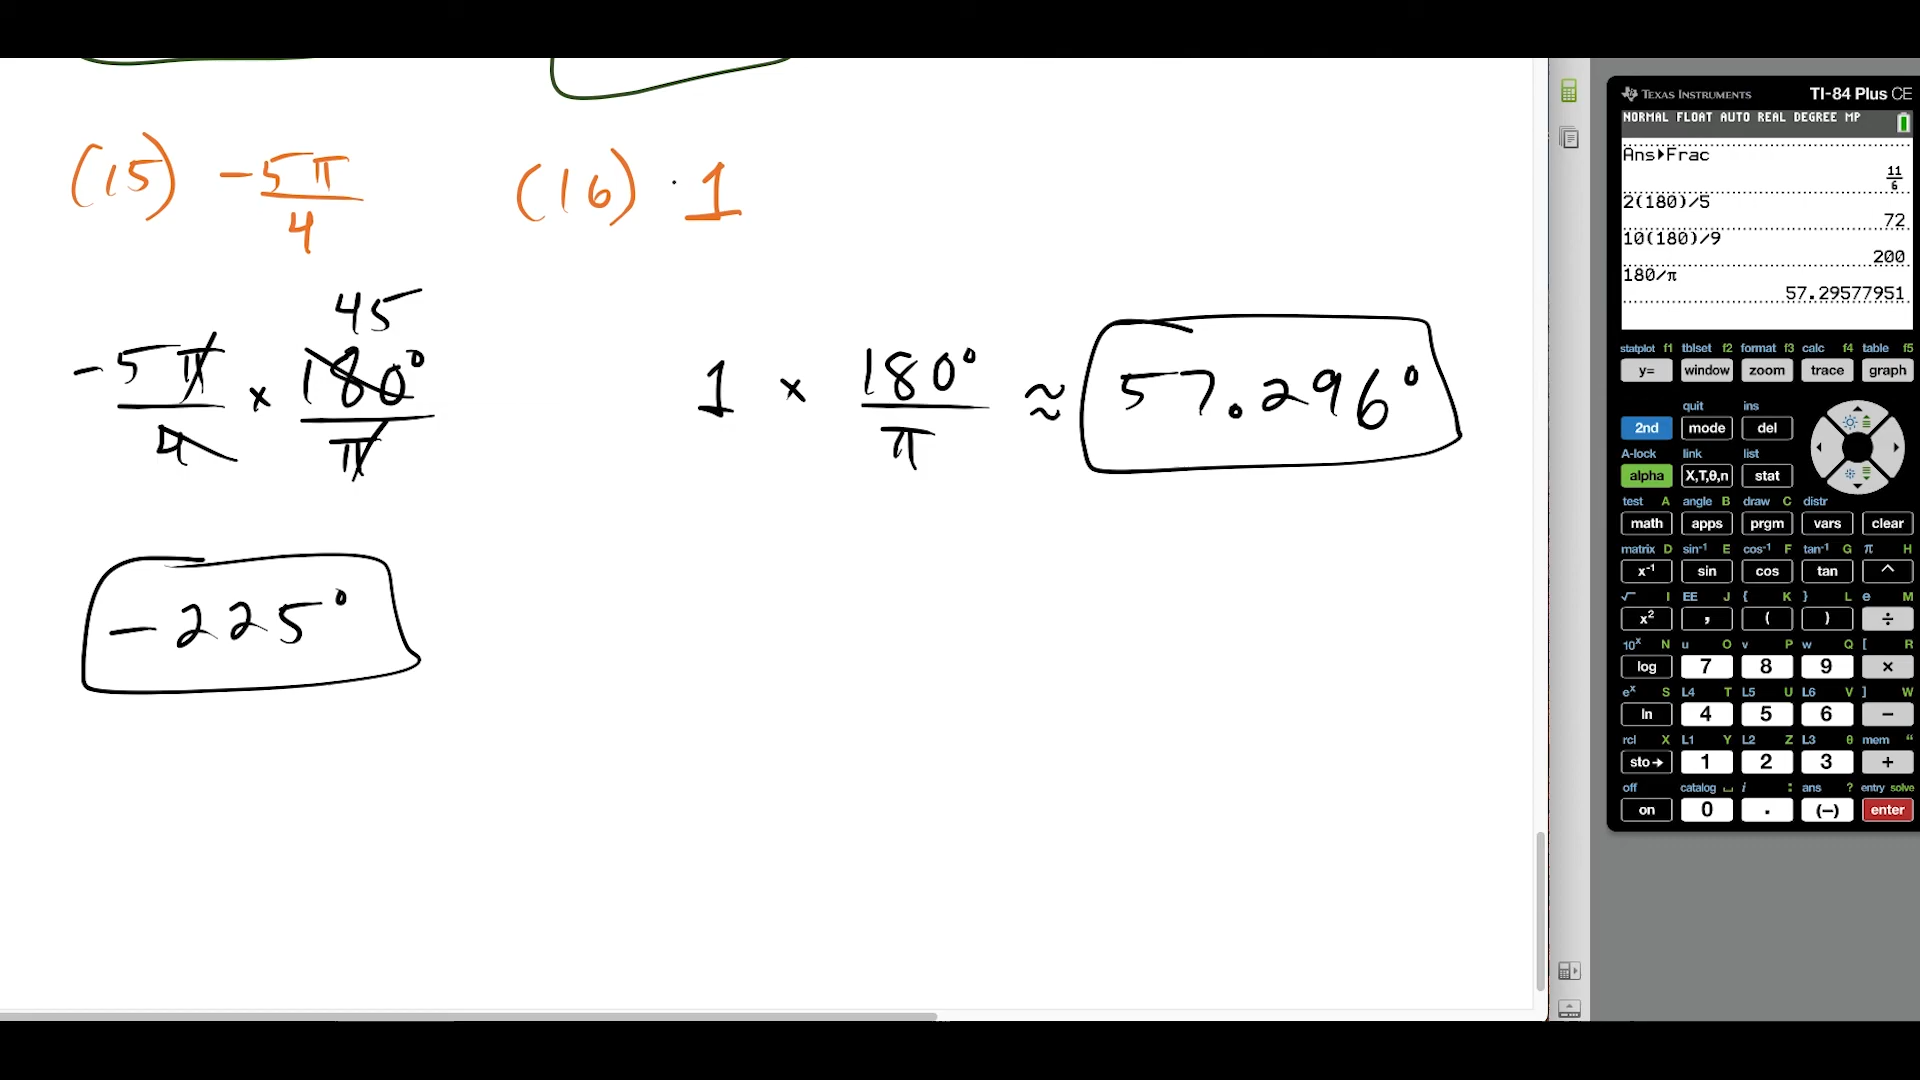 (15) -5π/4
(16) · 1
45
-5π/4 × 180°/π
1 × 180°/π ≈ 57.296°
-225°
TEXAS INSTRUMENTS TI-84 Plus CE
NORMAL FLOAT AUTO REAL DEGREE MP
Ans▸Frac
11/6
2(180)/5
72
10(180)/9
200
180/π
57.29577951
statplot f1 tblset f2 format f3 calc f4 table f5
y= window zoom trace graph
quit ins
2nd mode del
A-lock link list
alpha X,T,θ,n stat
test A angle B draw C distr
math apps prgm vars clear
matrix D sin⁻¹ E cos⁻¹ F tan⁻¹ G π H
x⁻¹ sin cos tan ^
√ I EE J { K } L e M
x² , ( ) ÷
10ˣ N u O v P w Q [ R
log 7 8 9 ×
eˣ S L4 T L5 U L6 V ] W
ln 4 5 6 −
rcl X L1 Y L2 Z L3 θ mem “
sto→ 1 2 3 +
off catalog ⎵ i : ans ? entry solve
on 0 . (−) enter